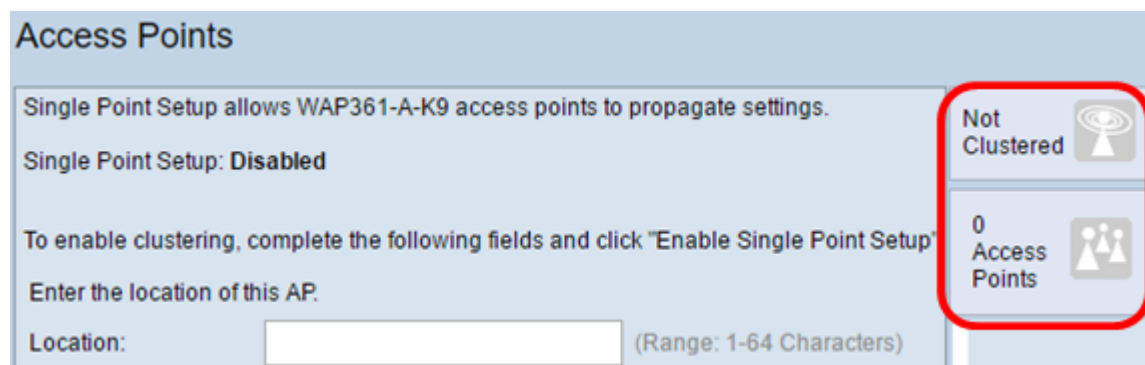 Access Points
Single Point Setup allows WAP361-A-K9 access points to propagate settings.
Single Point Setup: Disabled
To enable clustering, complete the following fields and click "Enable Single Point Setup"
Enter the location of this AP.
Location:
(Range: 1-64 Characters)
Not
Clustered
0
Access
Points